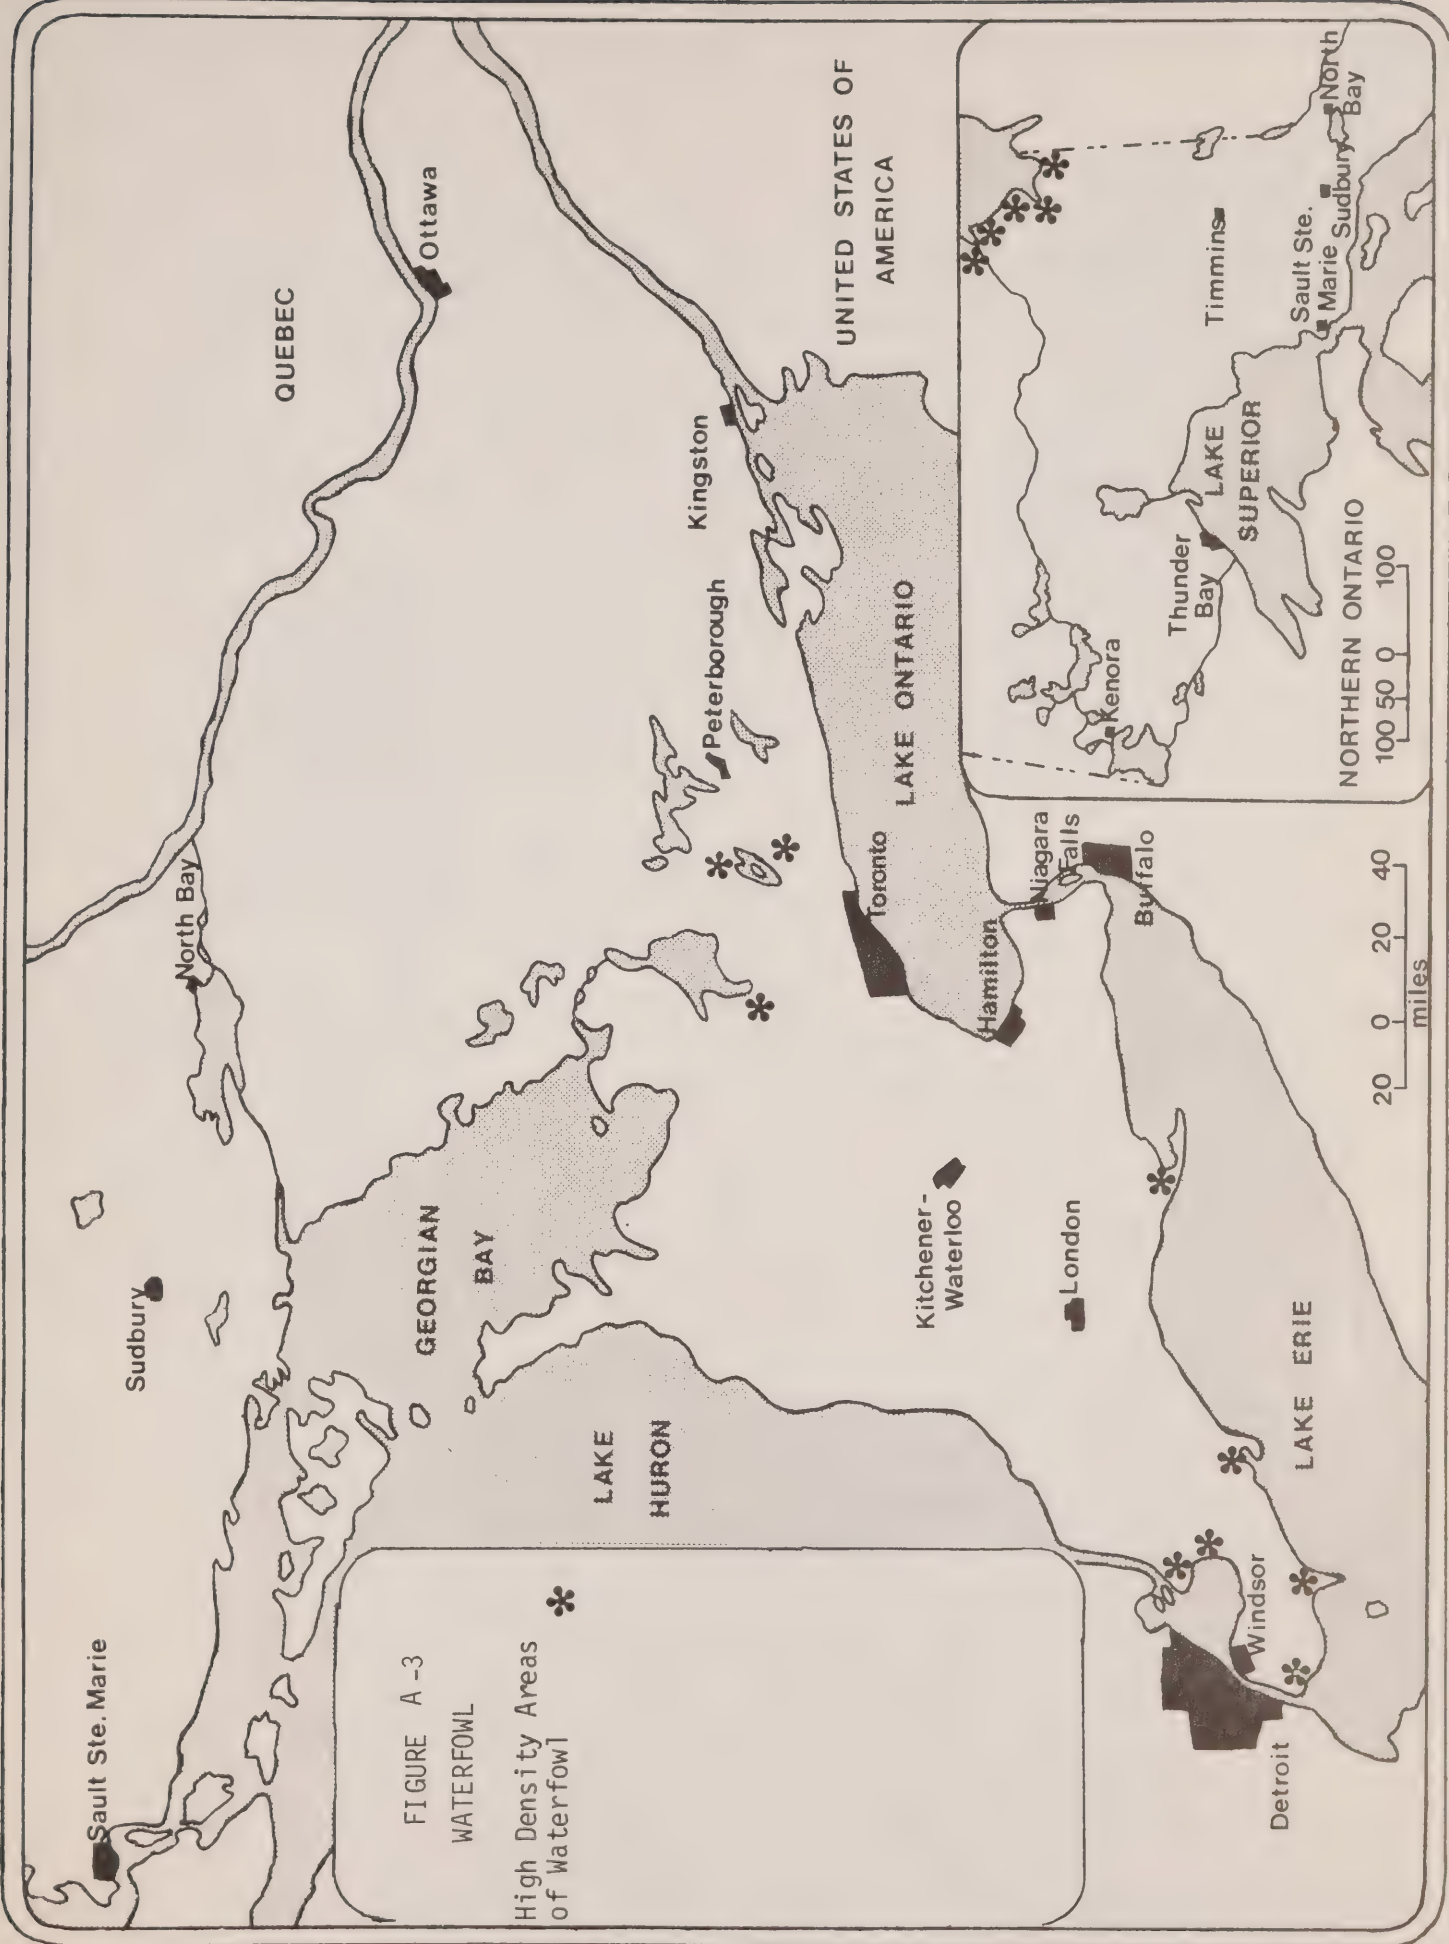 FIGURE A-3
WATERFOWL
High Density Areas
of Waterfowl
Sault Ste. Marie
Sudbury
North Bay
QUEBEC
Ottawa
GEORGIAN
BAY
LAKE
HURON
Peterborough
Kingston
UNITED STATES OF
AMERICA
LAKE ONTARIO
Toronto
Hamilton
Niagara
Falls
Buffalo
Kitchener-
Waterloo
London
LAKE ERIE
Windsor
Detroit
20 0 20 40
miles
Timmins
Sault Ste.
Marie
Sudbury
North
Bay
LAKE
SUPERIOR
Thunder
Bay
Kenora
NORTHERN ONTARIO
100 50 0 100